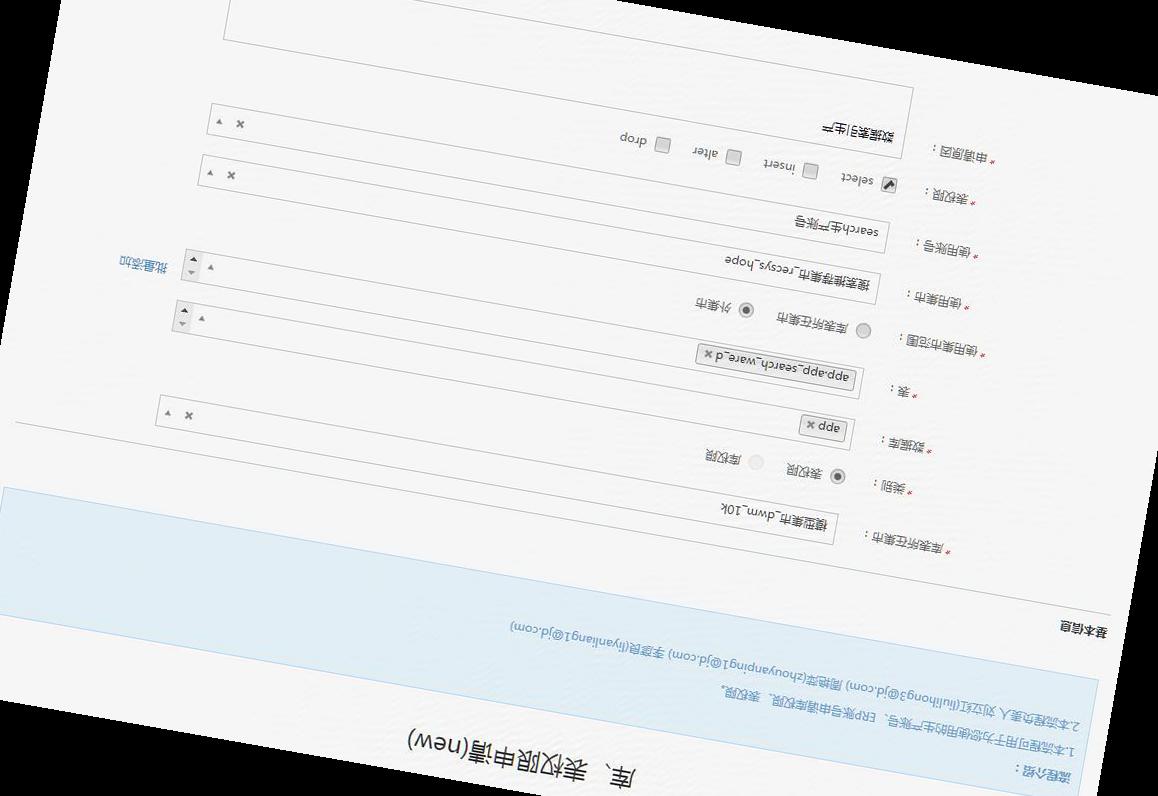 库、表权限申请(new)
流程介绍：
1.本流程可用于为您使用的生产账号、ERP账号申请库权限、表权限。
2.本流程负责人 刘立红(liulihong3@jd.com) 周艳萍(zhouyanping1@jd.com) 李彦良(liyanliang1@jd.com)
基本信息
*库表所在集市： 模型集市_dwm_10k
*类别： 表权限 库权限
*数据库： app
*表： app.app_search_ware_d 批量添加
*使用集市范围： 库表所在集市 外集市
*使用集市： 搜索推荐集市_recsys_hope
*使用账号： search生产账号
*表权限： select insert alter drop
*申请原因： 数据索引生产